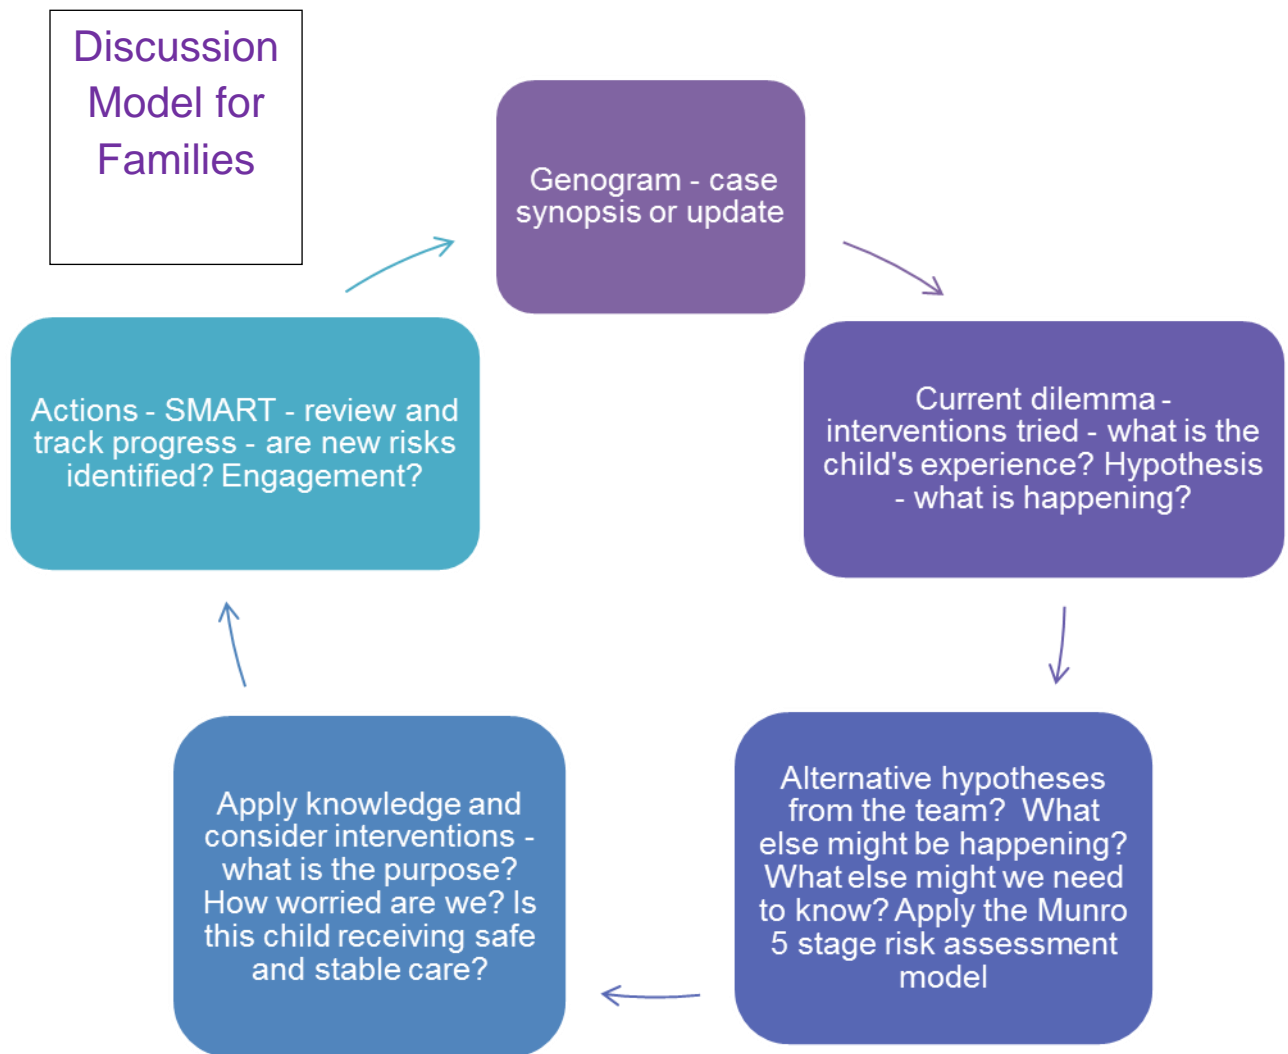 Discussion
Model for
Families
Genogram - case
synopsis or update
Current dilemma -
interventions tried - what is the
child's experience? Hypothesis
- what is happening?
Alternative hypotheses
from the team? What
else might be happening?
What else might we need
to know? Apply the Munro
5 stage risk assessment
model
Apply knowledge and
consider interventions -
what is the purpose?
How worried are we? Is
this child receiving safe
and stable care?
Actions - SMART - review and
track progress - are new risks
identified? Engagement?